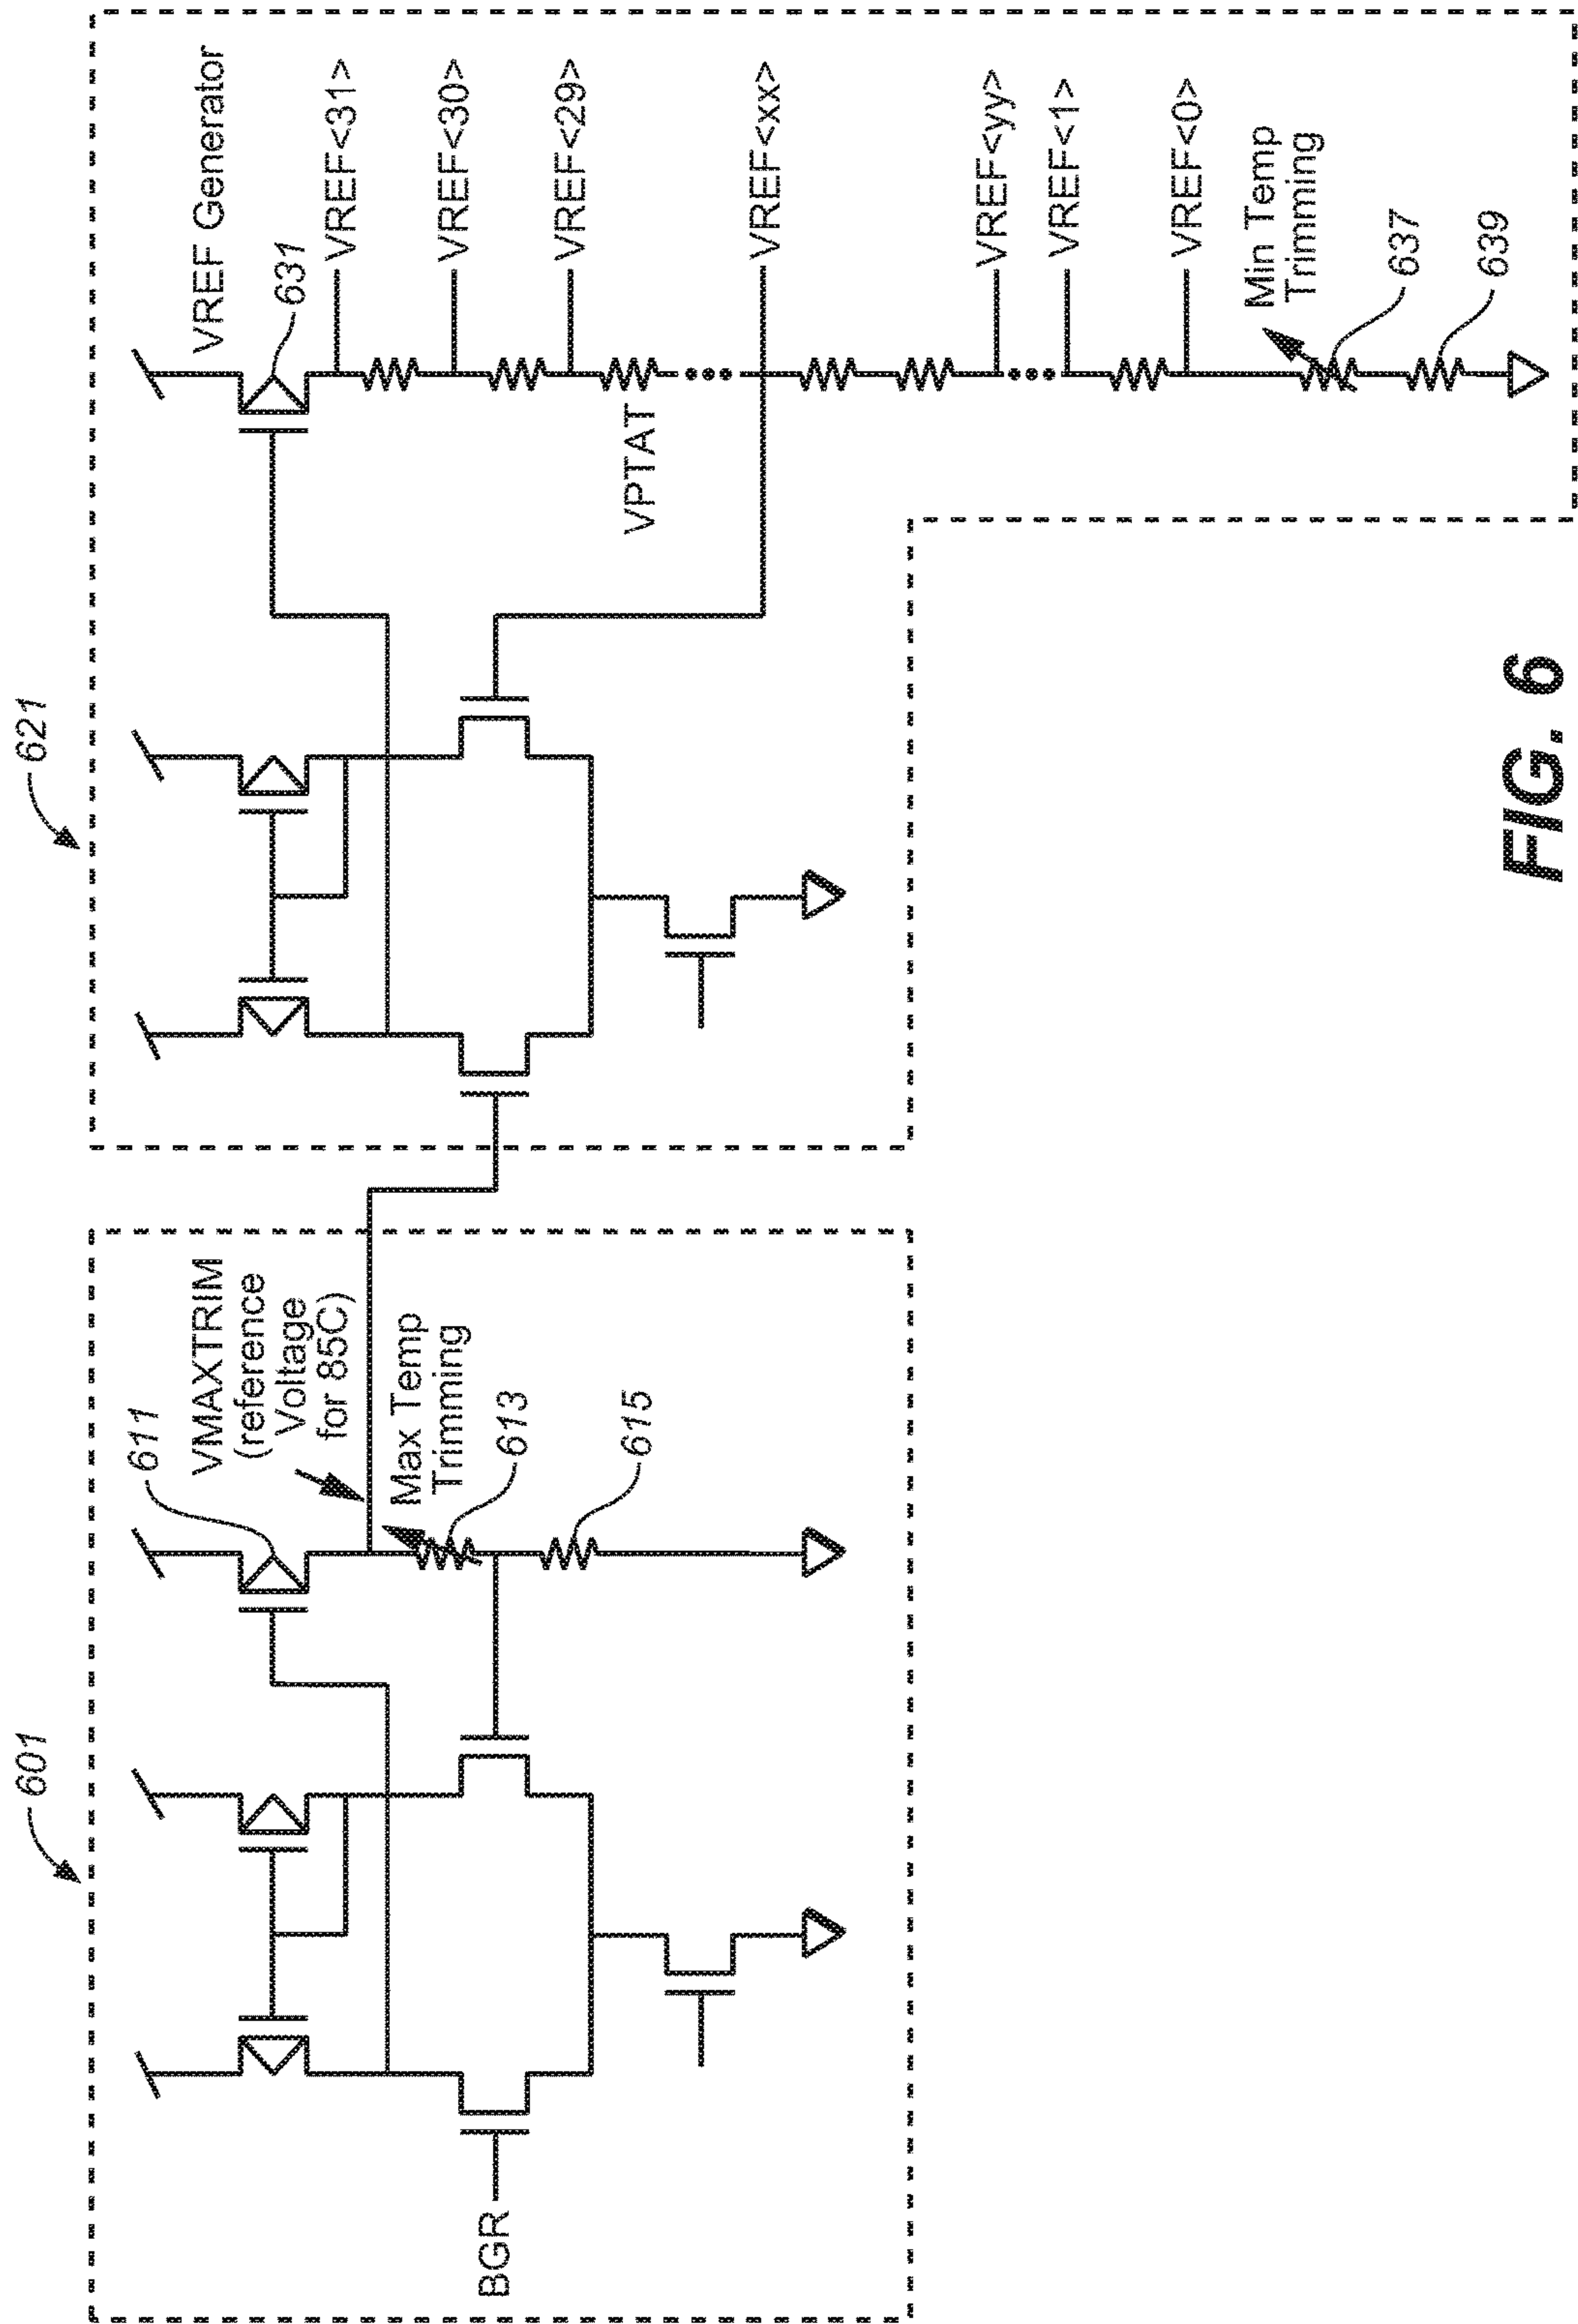 601
BGR
611
VMAXTRIM
(reference
Voltage
for 85C)
Max Temp
Trimming
613
615
621
VREF Generator
631
VREF<31>
VREF<30>
VREF<29>
VPTAT
VREF<xx>
VREF<yy>
VREF<1>
VREF<0>
Min Temp
Trimming
637
639
FIG. 6